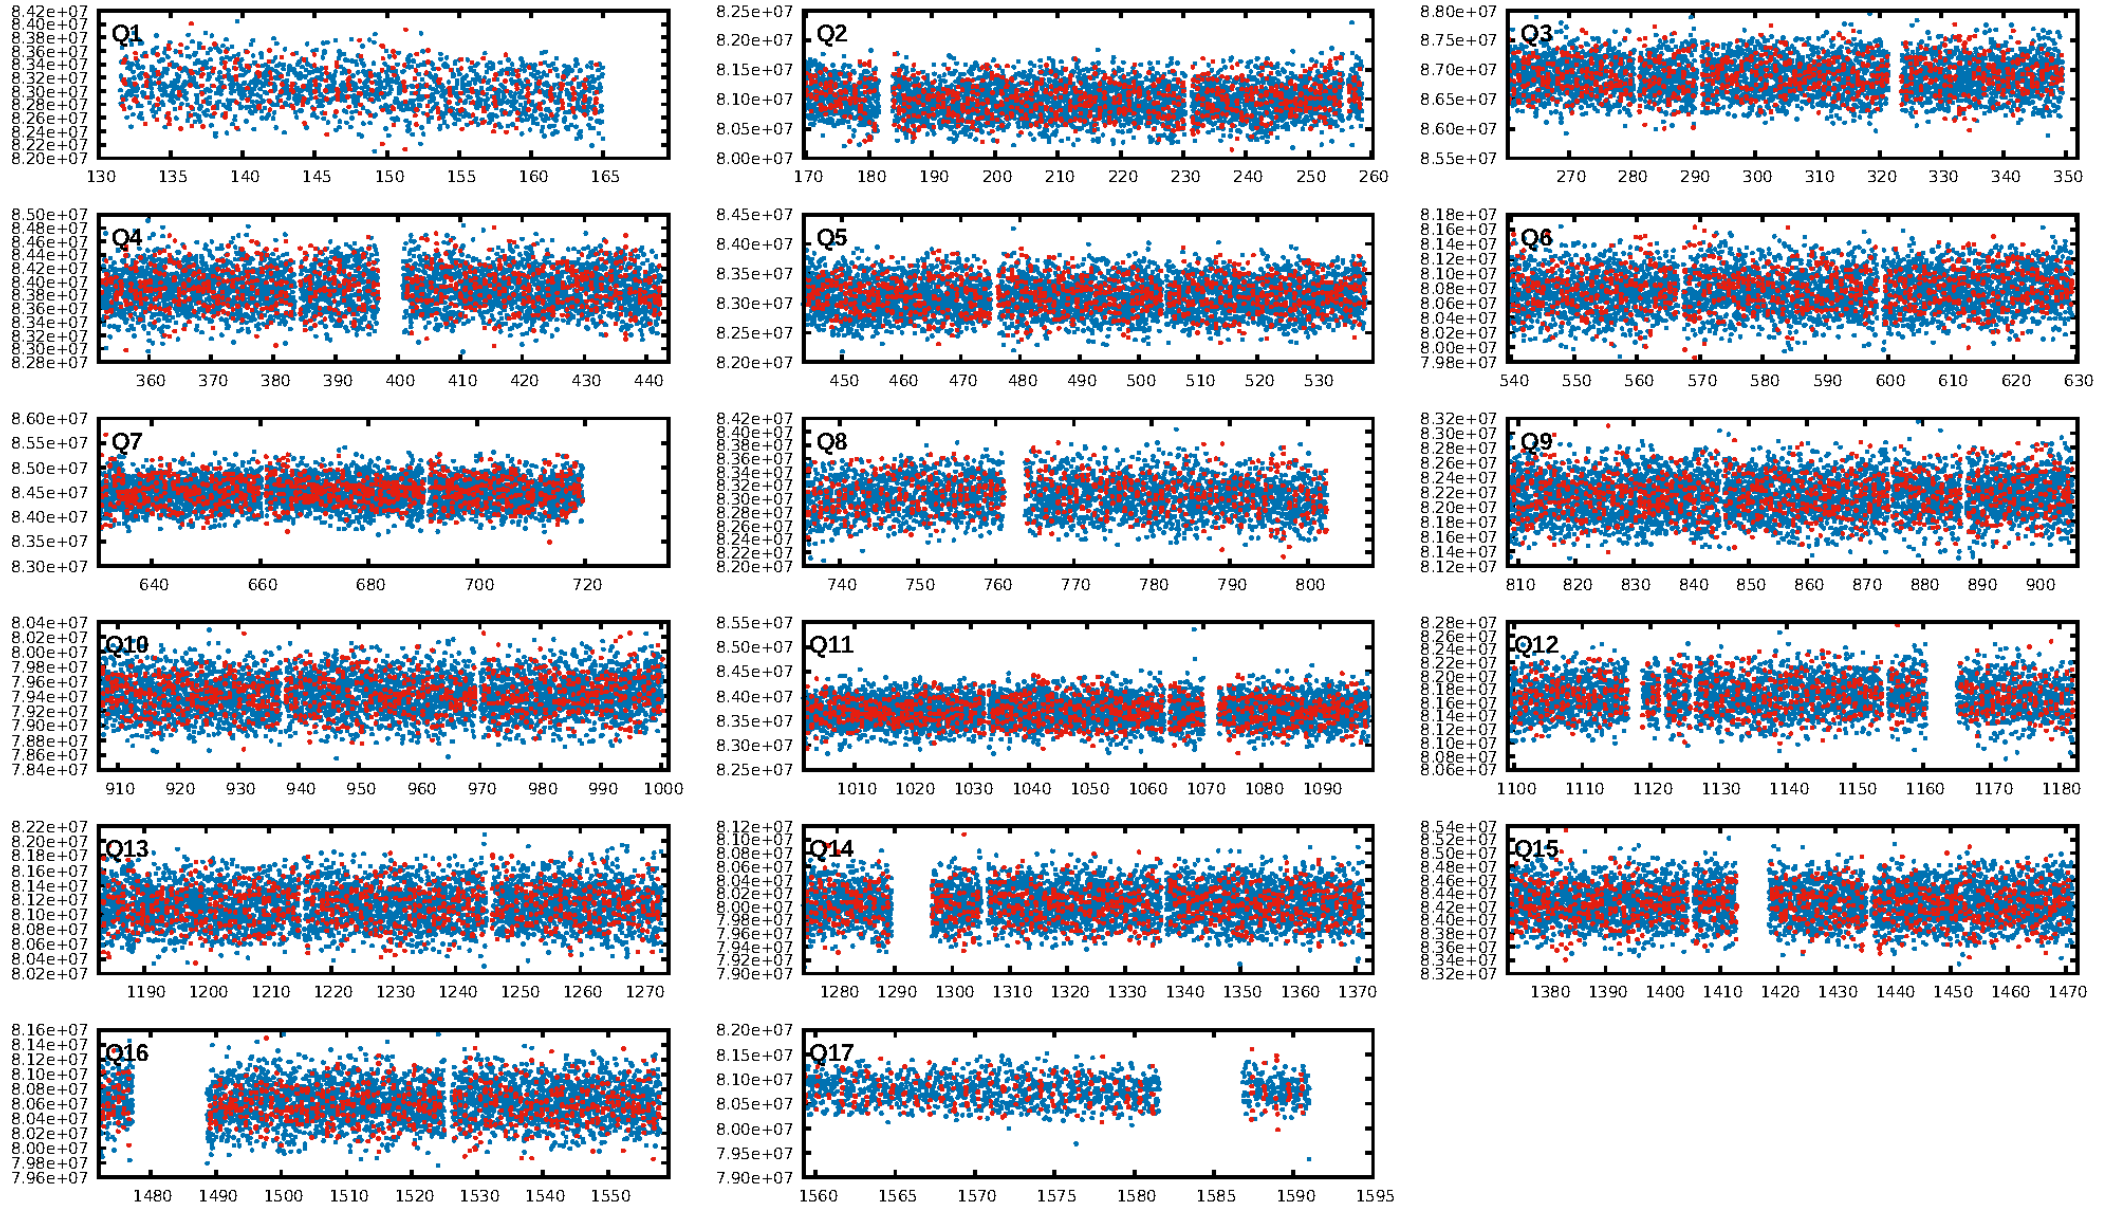 Q1
8.42e+07
8.40e+07
8.38e+07
8.36e+07
8.34e+07
8.32e+07
8.30e+07
8.28e+07
8.26e+07
8.24e+07
8.22e+07
8.20e+07
130 135 140 145 150 155 160 165
Q2
8.25e+07
8.20e+07
8.15e+07
8.10e+07
8.05e+07
8.00e+07
170 180 190 200 210 220 230 240 250 260
Q3
8.80e+07
8.75e+07
8.70e+07
8.65e+07
8.60e+07
8.55e+07
270 280 290 300 310 320 330 340 350
Q4
8.50e+07
8.48e+07
8.46e+07
8.44e+07
8.42e+07
8.40e+07
8.38e+07
8.36e+07
8.34e+07
8.32e+07
8.30e+07
8.28e+07
360 370 380 390 400 410 420 430 440
Q5
8.45e+07
8.40e+07
8.35e+07
8.30e+07
8.25e+07
8.20e+07
450 460 470 480 490 500 510 520 530
Q6
8.18e+07
8.16e+07
8.14e+07
8.12e+07
8.10e+07
8.08e+07
8.06e+07
8.04e+07
8.02e+07
8.00e+07
7.98e+07
540 550 560 570 580 590 600 610 620 630
Q7
8.60e+07
8.55e+07
8.50e+07
8.45e+07
8.40e+07
8.35e+07
8.30e+07
640 660 680 700 720
Q8
8.42e+07
8.40e+07
8.38e+07
8.36e+07
8.34e+07
8.32e+07
8.30e+07
8.28e+07
8.26e+07
8.24e+07
8.22e+07
8.20e+07
740 750 760 770 780 790 800
Q9
8.32e+07
8.30e+07
8.28e+07
8.26e+07
8.24e+07
8.22e+07
8.20e+07
8.18e+07
8.16e+07
8.14e+07
8.12e+07
810 820 830 840 850 860 870 880 890 900
Q10
8.04e+07
8.02e+07
8.00e+07
7.98e+07
7.96e+07
7.94e+07
7.92e+07
7.90e+07
7.88e+07
7.86e+07
7.84e+07
910 920 930 940 950 960 970 980 990 1000
Q11
8.55e+07
8.50e+07
8.45e+07
8.40e+07
8.35e+07
8.30e+07
8.25e+07
1010 1020 1030 1040 1050 1060 1070 1080 1090
Q12
8.28e+07
8.26e+07
8.24e+07
8.22e+07
8.20e+07
8.18e+07
8.16e+07
8.14e+07
8.12e+07
8.10e+07
8.08e+07
8.06e+07
1100 1110 1120 1130 1140 1150 1160 1170 1180
Q13
8.22e+07
8.20e+07
8.18e+07
8.16e+07
8.14e+07
8.12e+07
8.10e+07
8.08e+07
8.06e+07
8.04e+07
8.02e+07
1190 1200 1210 1220 1230 1240 1250 1260 1270
Q14
8.12e+07
8.10e+07
8.08e+07
8.06e+07
8.04e+07
8.02e+07
8.00e+07
7.98e+07
7.96e+07
7.94e+07
7.92e+07
7.90e+07
1280 1290 1300 1310 1320 1330 1340 1350 1360 1370
Q15
8.54e+07
8.52e+07
8.50e+07
8.48e+07
8.46e+07
8.44e+07
8.42e+07
8.40e+07
8.38e+07
8.36e+07
8.34e+07
8.32e+07
1380 1390 1400 1410 1420 1430 1440 1450 1460 1470
Q16
8.16e+07
8.14e+07
8.12e+07
8.10e+07
8.08e+07
8.06e+07
8.04e+07
8.02e+07
8.00e+07
7.98e+07
7.96e+07
1480 1490 1500 1510 1520 1530 1540 1550
Q17
8.20e+07
8.15e+07
8.10e+07
8.05e+07
8.00e+07
7.95e+07
7.90e+07
1560 1565 1570 1575 1580 1585 1590 1595